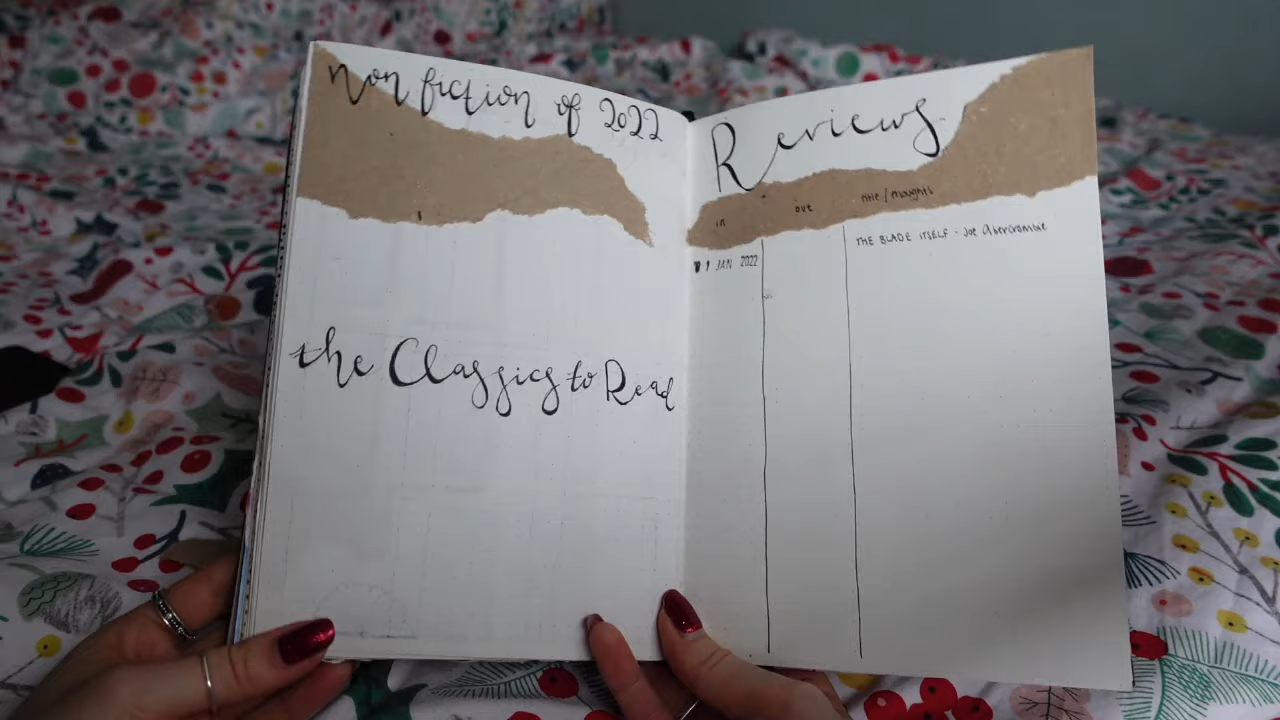 non fiction of 2022
the Classics to Read
Reviews.
in out title/thoughts
1 JAN 2022
THE BLADE ITSELF - Joe Abercrombie